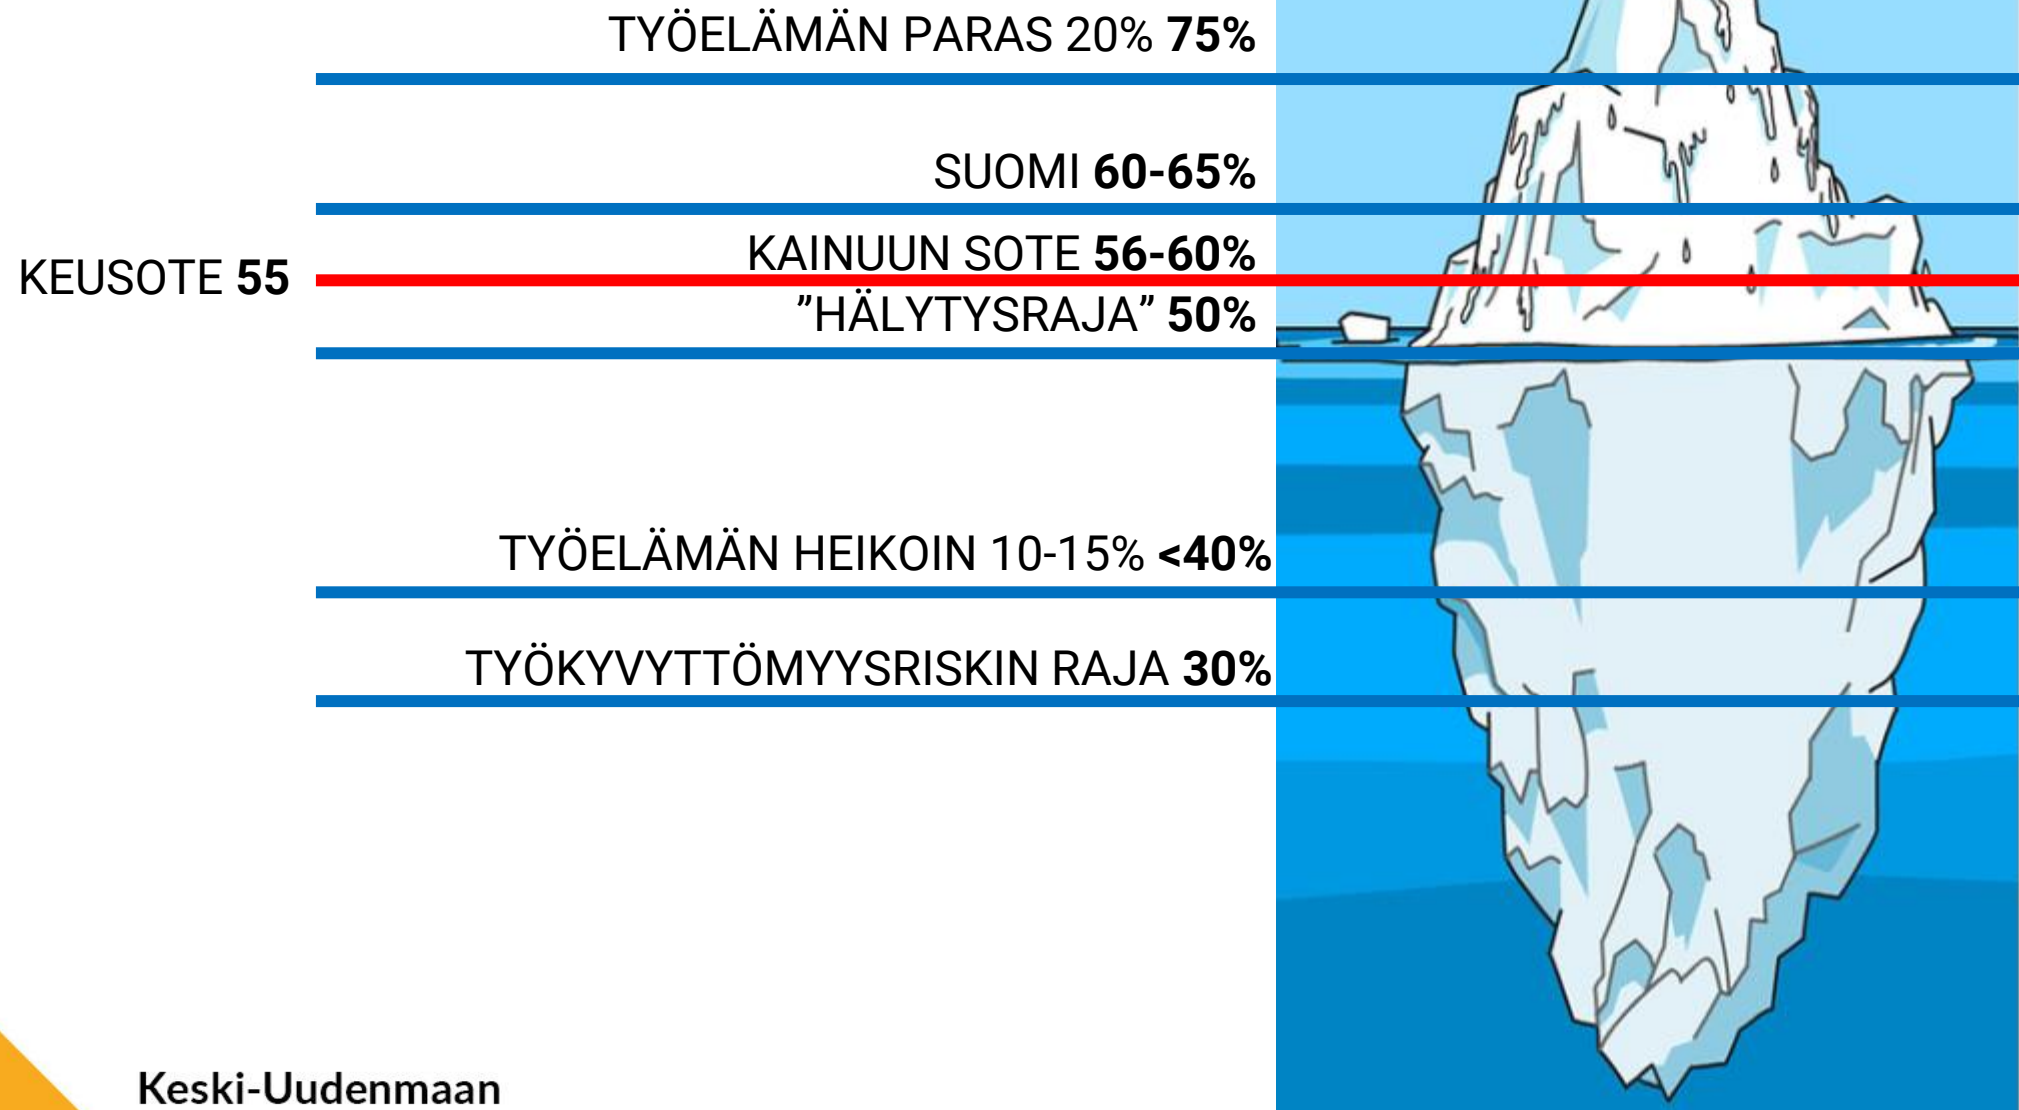 TYÖELÄMÄN PARAS 20% 75%
SUOMI 60-65%
KAINUUN SOTE 56-60%
KEUSOTE 55
”HÄLYTYSRAJA” 50%
TYÖELÄMÄN HEIKOIN 10-15% <40%
TYÖKYVYTTÖMYYSRISKIN RAJA 30%
Keski-Uudenmaan